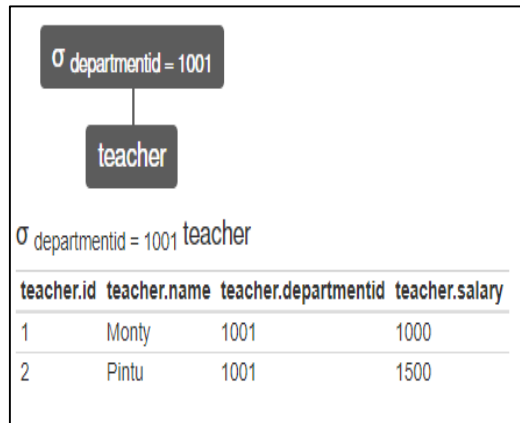 σ departmentid = 1001
teacher
σ departmentid = 1001 teacher
teacher.id teacher.name teacher.departmentid teacher.salary
1 Monty 1001 1000
2 Pintu 1001 1500